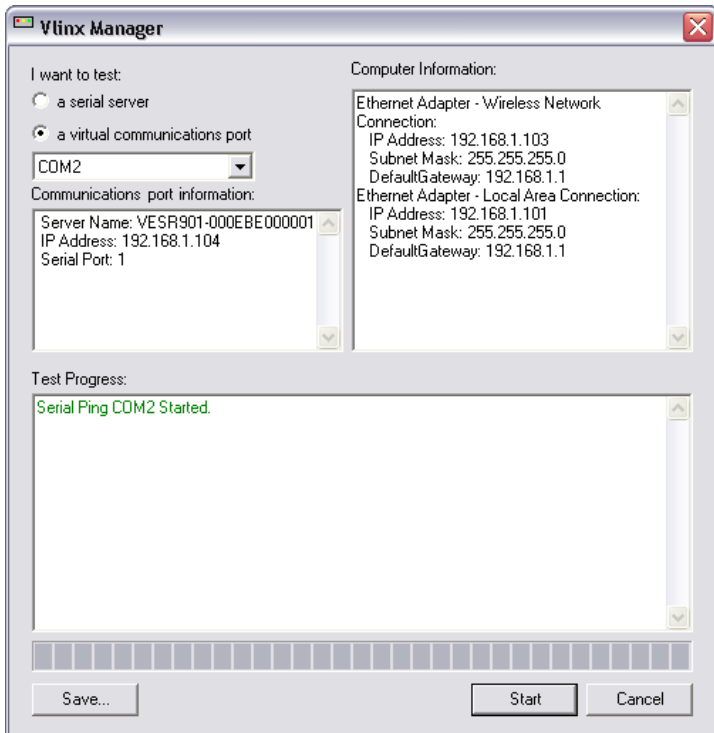 Vlinx Manager
I want to test:
a serial server
a virtual communications port
COM2
Communications port information:
Server Name: VESR901-000EBE000001
IP Address: 192.168.1.104
Serial Port: 1
Computer Information:
Ethernet Adapter - Wireless Network
Connection:
IP Address: 192.168.1.103
Subnet Mask: 255.255.255.0
DefaultGateway: 192.168.1.1
Ethernet Adapter - Local Area Connection:
IP Address: 192.168.1.101
Subnet Mask: 255.255.255.0
DefaultGateway: 192.168.1.1
Test Progress:
Serial Ping COM2 Started.
Save...
Start
Cancel